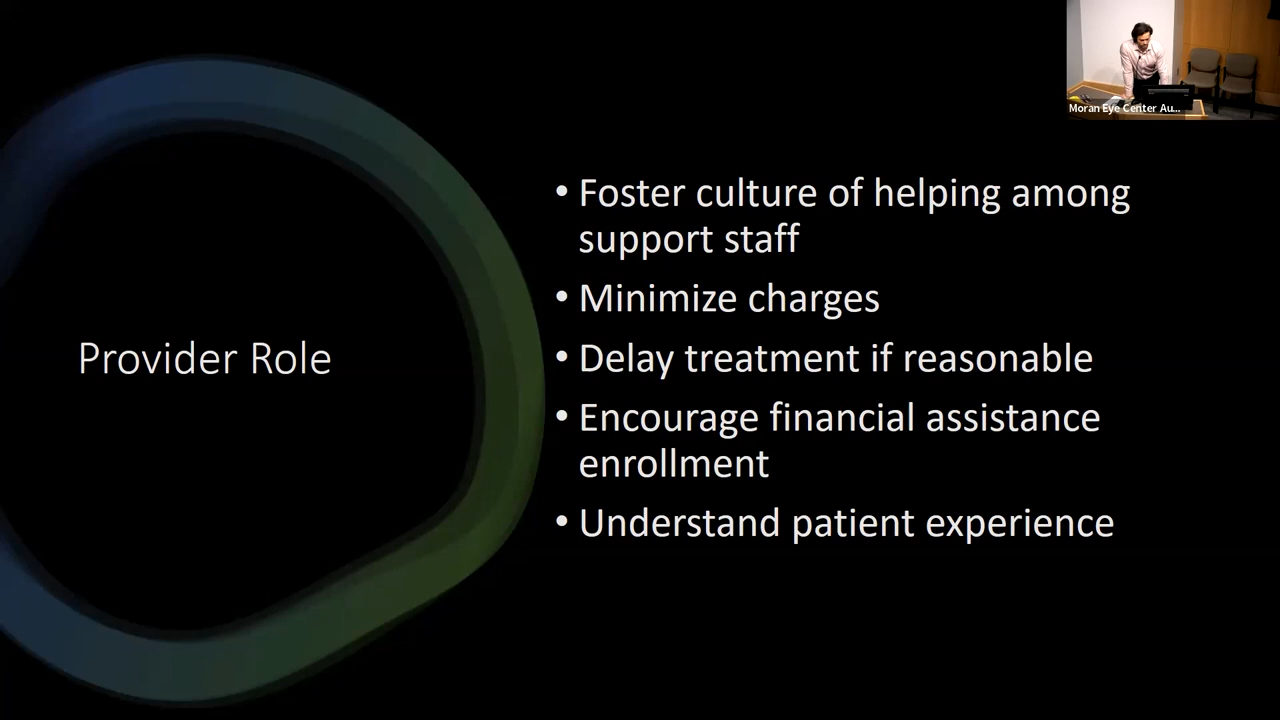 Moran Eye Center Au...
Provider Role
• Foster culture of helping among
support staff
• Minimize charges
• Delay treatment if reasonable
• Encourage financial assistance
enrollment
• Understand patient experience